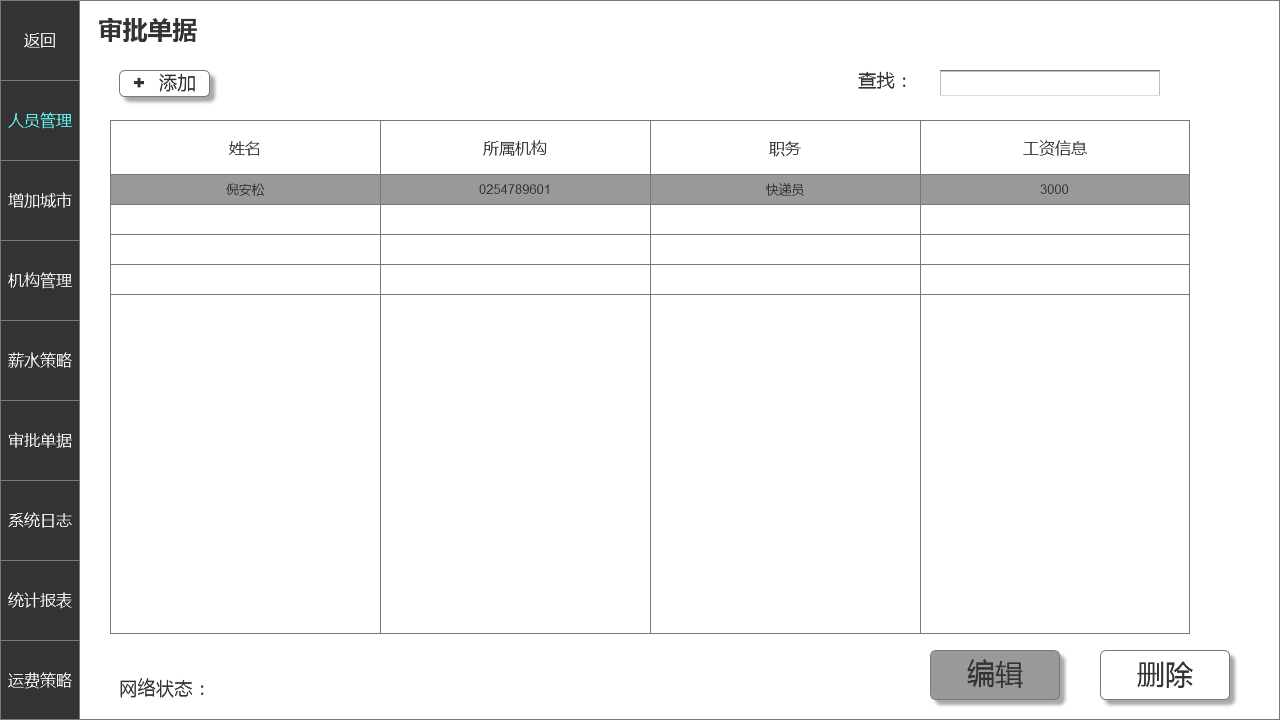 返回
人员管理
增加城市
机构管理
薪水策略
审批单据
系统日志
统计报表
运费策略
审批单据
+ 添加
查找：
姓名 所属机构 职务 工资信息
倪安松 0254789601 快递员 3000
编辑 删除
网络状态：